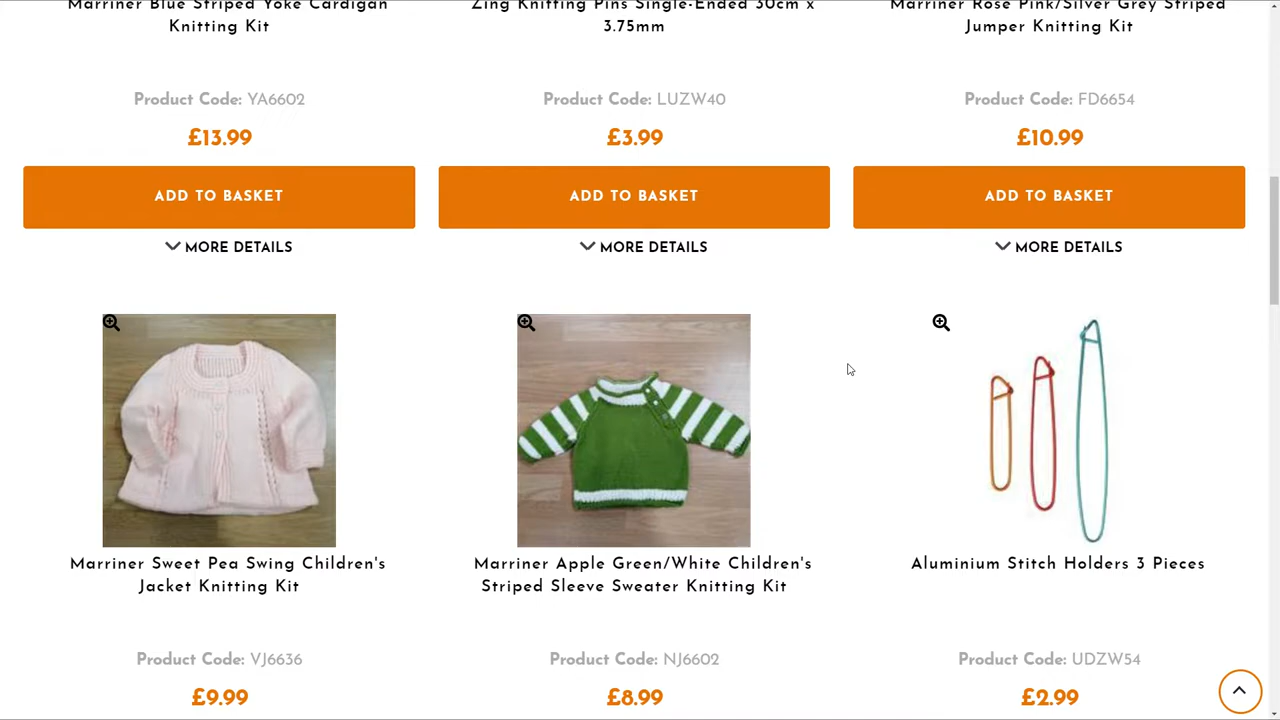 Marriner Blue Striped Yoke Cardigan
Knitting Kit
Zing Knitting Pins Single-Ended 30cm x
3.75mm
Marriner Rose Pink/Silver Grey Striped
Jumper Knitting Kit
Product Code: YA6602
Product Code: LUZW40
Product Code: FD6654
£13.99
£3.99
£10.99
ADD TO BASKET
ADD TO BASKET
ADD TO BASKET
MORE DETAILS
MORE DETAILS
MORE DETAILS
Marriner Sweet Pea Swing Children's
Jacket Knitting Kit
Marriner Apple Green/White Children's
Striped Sleeve Sweater Knitting Kit
Aluminium Stitch Holders 3 Pieces
Product Code: VJ6636
Product Code: NJ6602
Product Code: UDZW54
£9.99
£8.99
£2.99